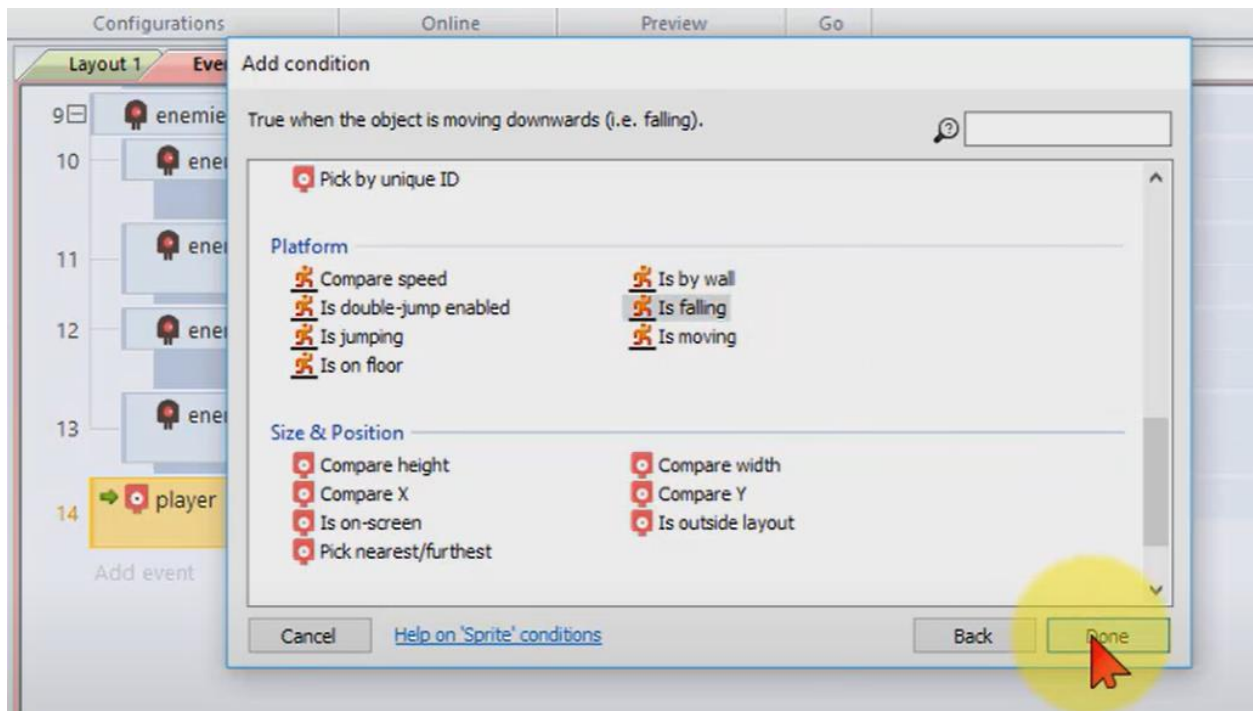 Configurations Online Preview Go
Layout 1 Eve
Add condition
True when the object is moving downwards (i.e. falling).
9 enemie
10 ene
11 ene
12 ene
13 ene
14 player
Add event
Pick by unique ID
Platform
Compare speed Is by wall
Is double-jump enabled Is falling
Is jumping Is moving
Is on floor
Size & Position
Compare height Compare width
Compare X Compare Y
Is on-screen Is outside layout
Pick nearest/furthest
Cancel Help on 'Sprite' conditions Back Done